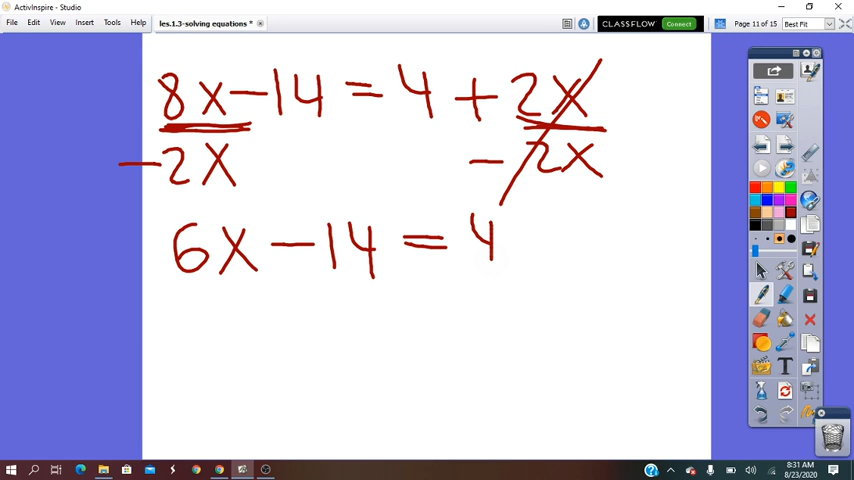 ActivInspire - Studio
File Edit View Insert Tools Help
les.1.3-solving equations *
CLASSFLOW Connect
Page 11 of 15
Best Fit
8x-14=4+2x
-2x -2x
6x-14=4
8:31 AM
8/23/2020